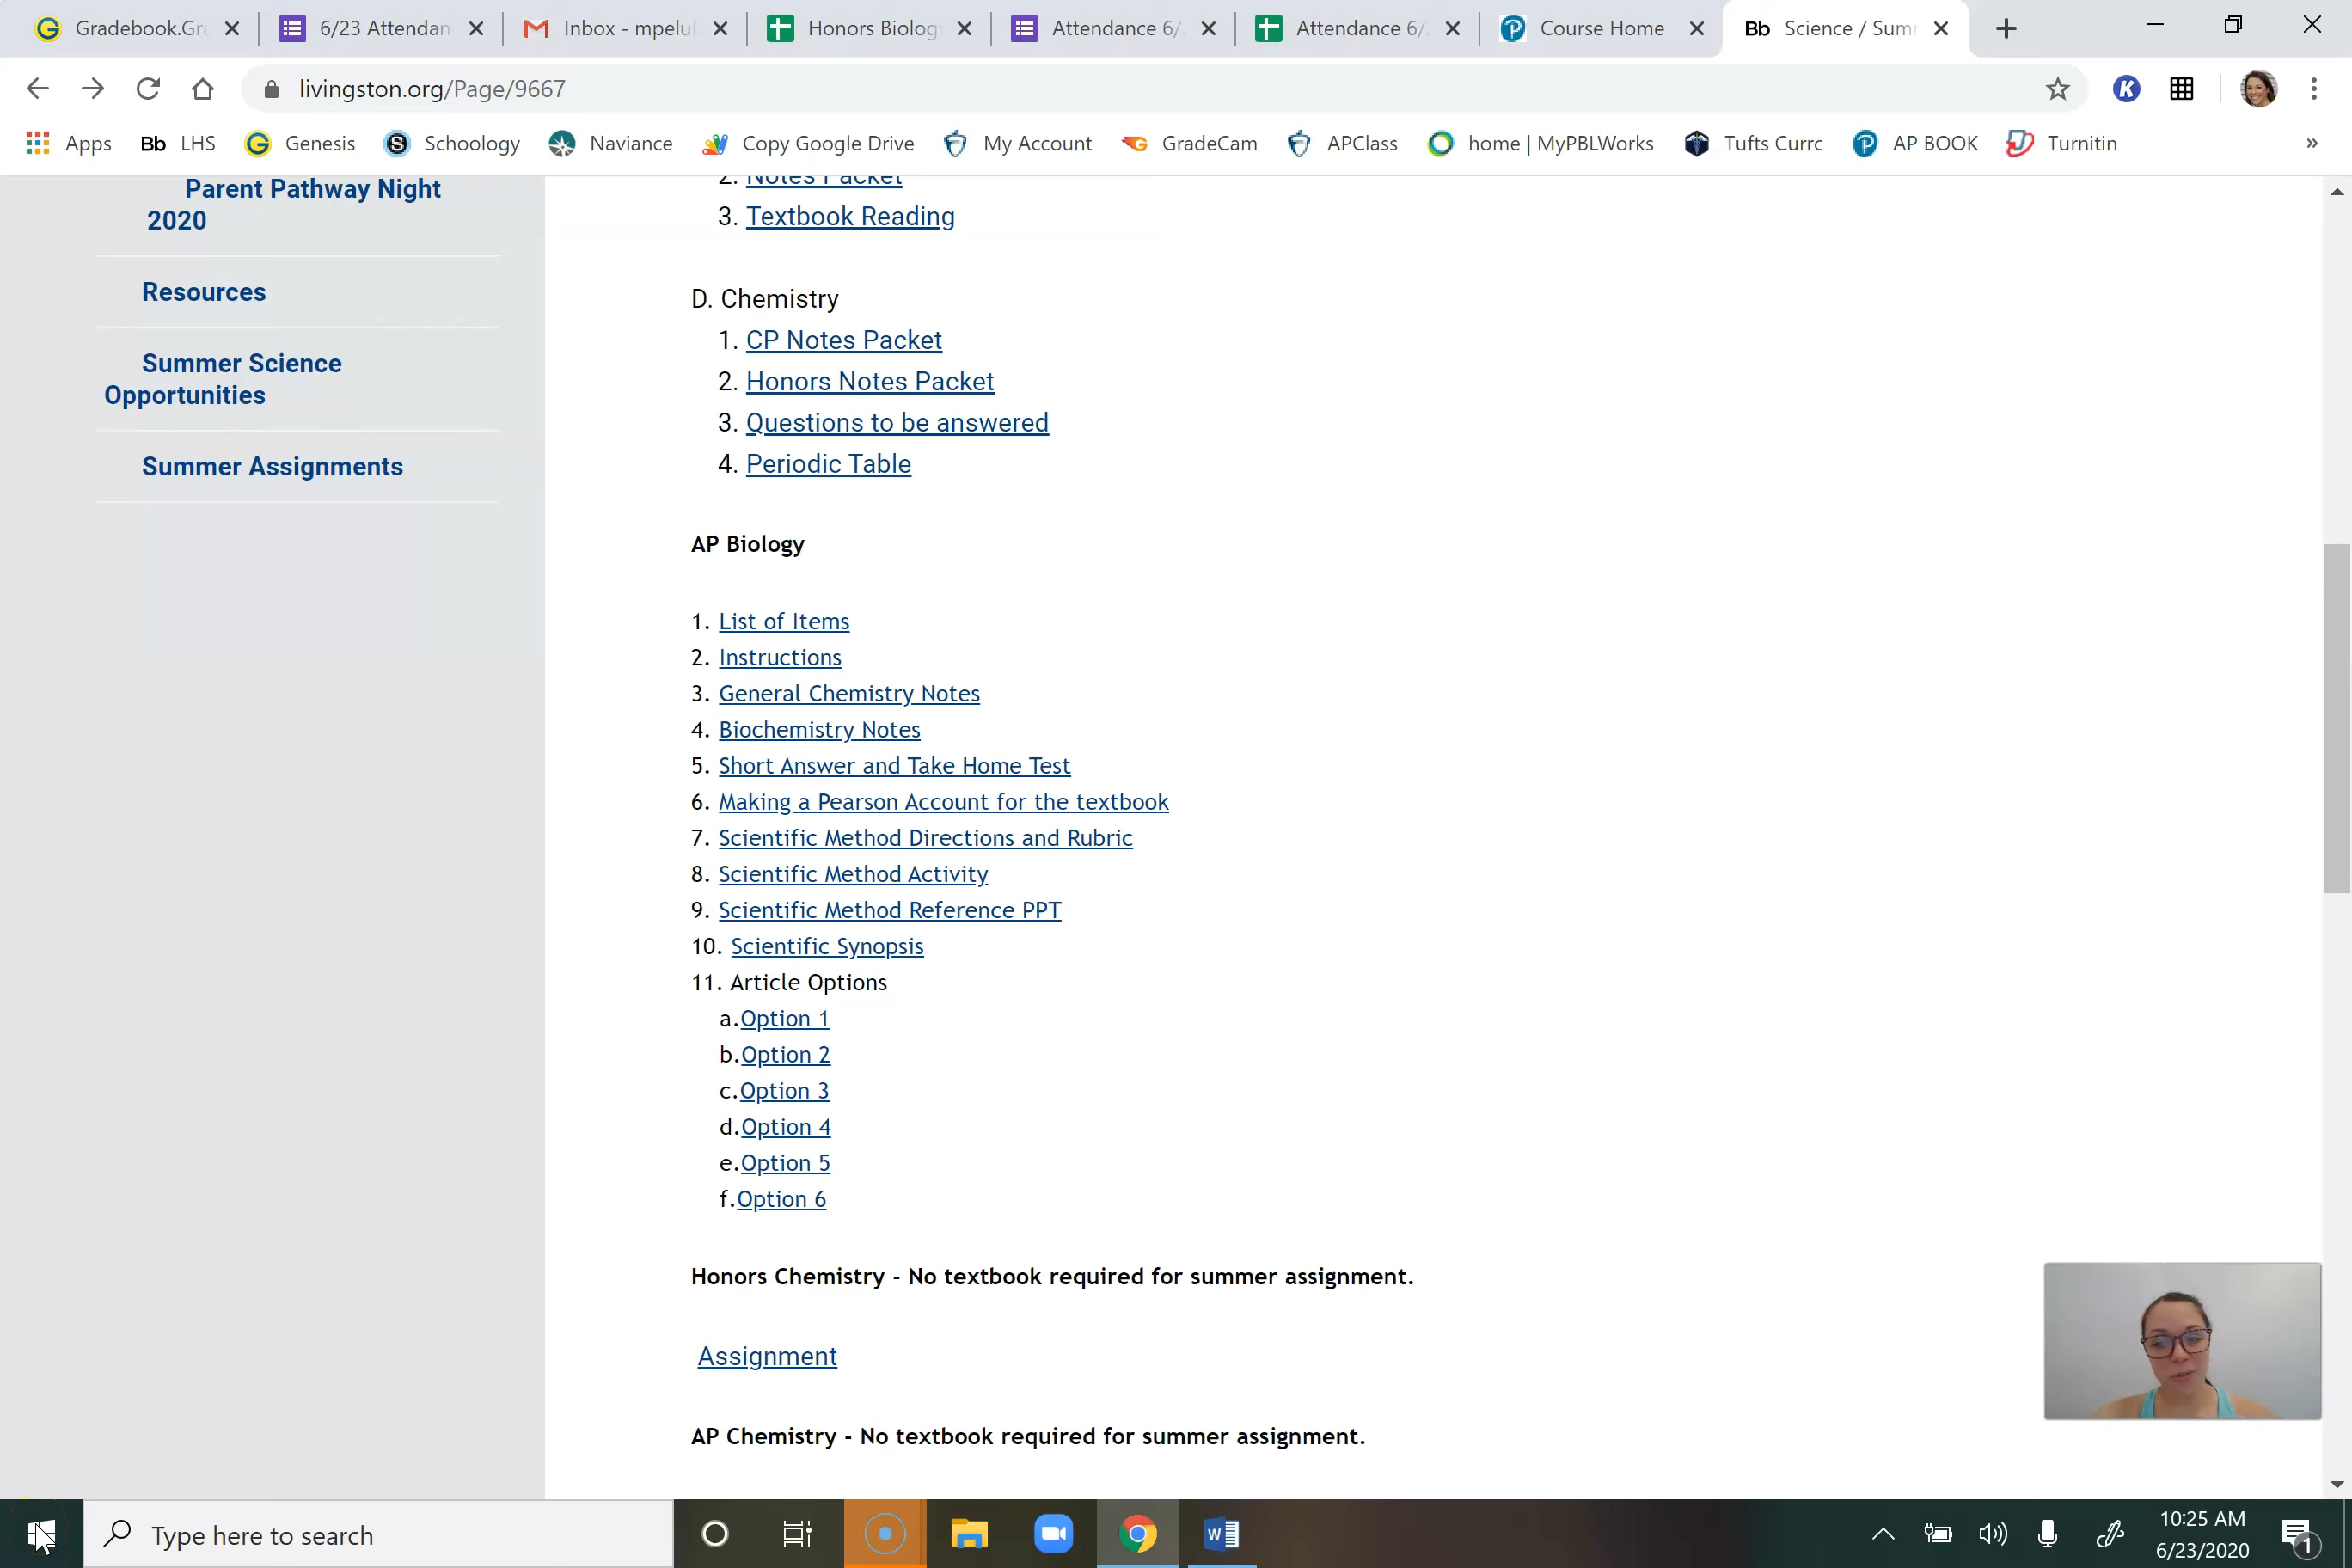 Gradebook.Gr
6/23 Attendan
Inbox - mpelul
Honors Biolog
Attendance 6/
Attendance 6/
Course Home
Bb Science / Sum
livingston.org/Page/9667
K
Apps
Bb LHS
Genesis
Schoology
Naviance
Copy Google Drive
My Account
GradeCam
APClass
home | MyPBLWorks
Tufts Currc
AP BOOK
Turnitin
»
Parent Pathway Night
2020
Resources
Summer Science
Opportunities
Summer Assignments
2. Notes Packet
3. Textbook Reading
D. Chemistry
1. CP Notes Packet
2. Honors Notes Packet
3. Questions to be answered
4. Periodic Table
AP Biology
1. List of Items
2. Instructions
3. General Chemistry Notes
4. Biochemistry Notes
5. Short Answer and Take Home Test
6. Making a Pearson Account for the textbook
7. Scientific Method Directions and Rubric
8. Scientific Method Activity
9. Scientific Method Reference PPT
10. Scientific Synopsis
11. Article Options
a.Option 1
b.Option 2
c.Option 3
d.Option 4
e.Option 5
f.Option 6
Honors Chemistry - No textbook required for summer assignment.
Assignment
AP Chemistry - No textbook required for summer assignment.
Type here to search
10:25 AM
6/23/2020
1